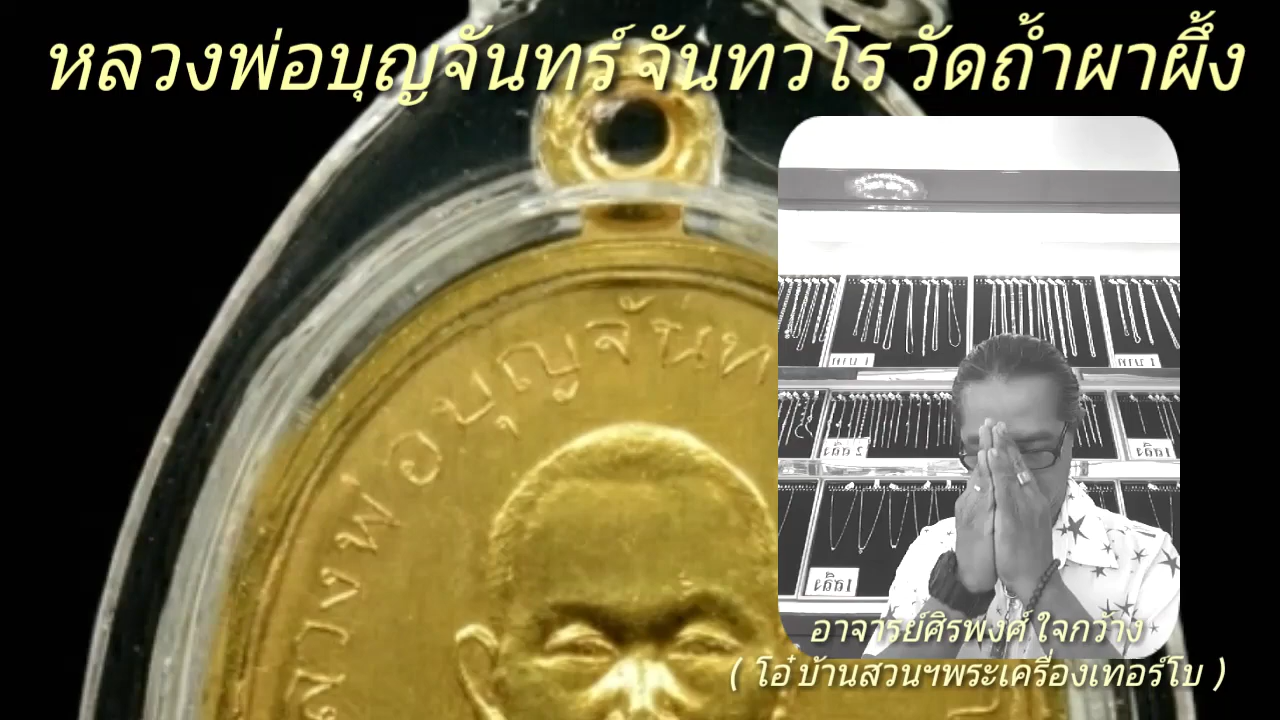 หลวงพ่อบุญจันทร์ จันทวโร วัดถ้ำผาผึ้ง
หลวงพ่อบุญจันท
อาจารย์ศิรพงศ์ ใจกว้าง
( โอ๋ บ้านสวนฯพระเครื่องเทอร์โบ )